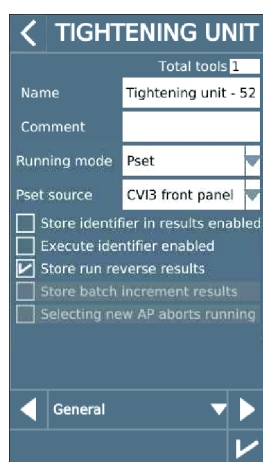 TIGHTENING UNIT
Total tools 1
Name Tightening unit - 52
Comment
Running mode Pset
Pset source CVI3 front panel
Store identifier in results enabled
Execute identifier enabled
Store run reverse results
Store batch increment results
Selecting new AP aborts running
General